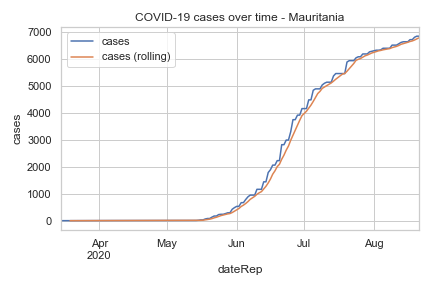 COVID-19 cases over time - Mauritania
cases
cases (rolling)
7000
6000
5000
4000
3000
2000
1000
0
cases
Apr
2020
May
Jun
Jul
Aug
dateRep